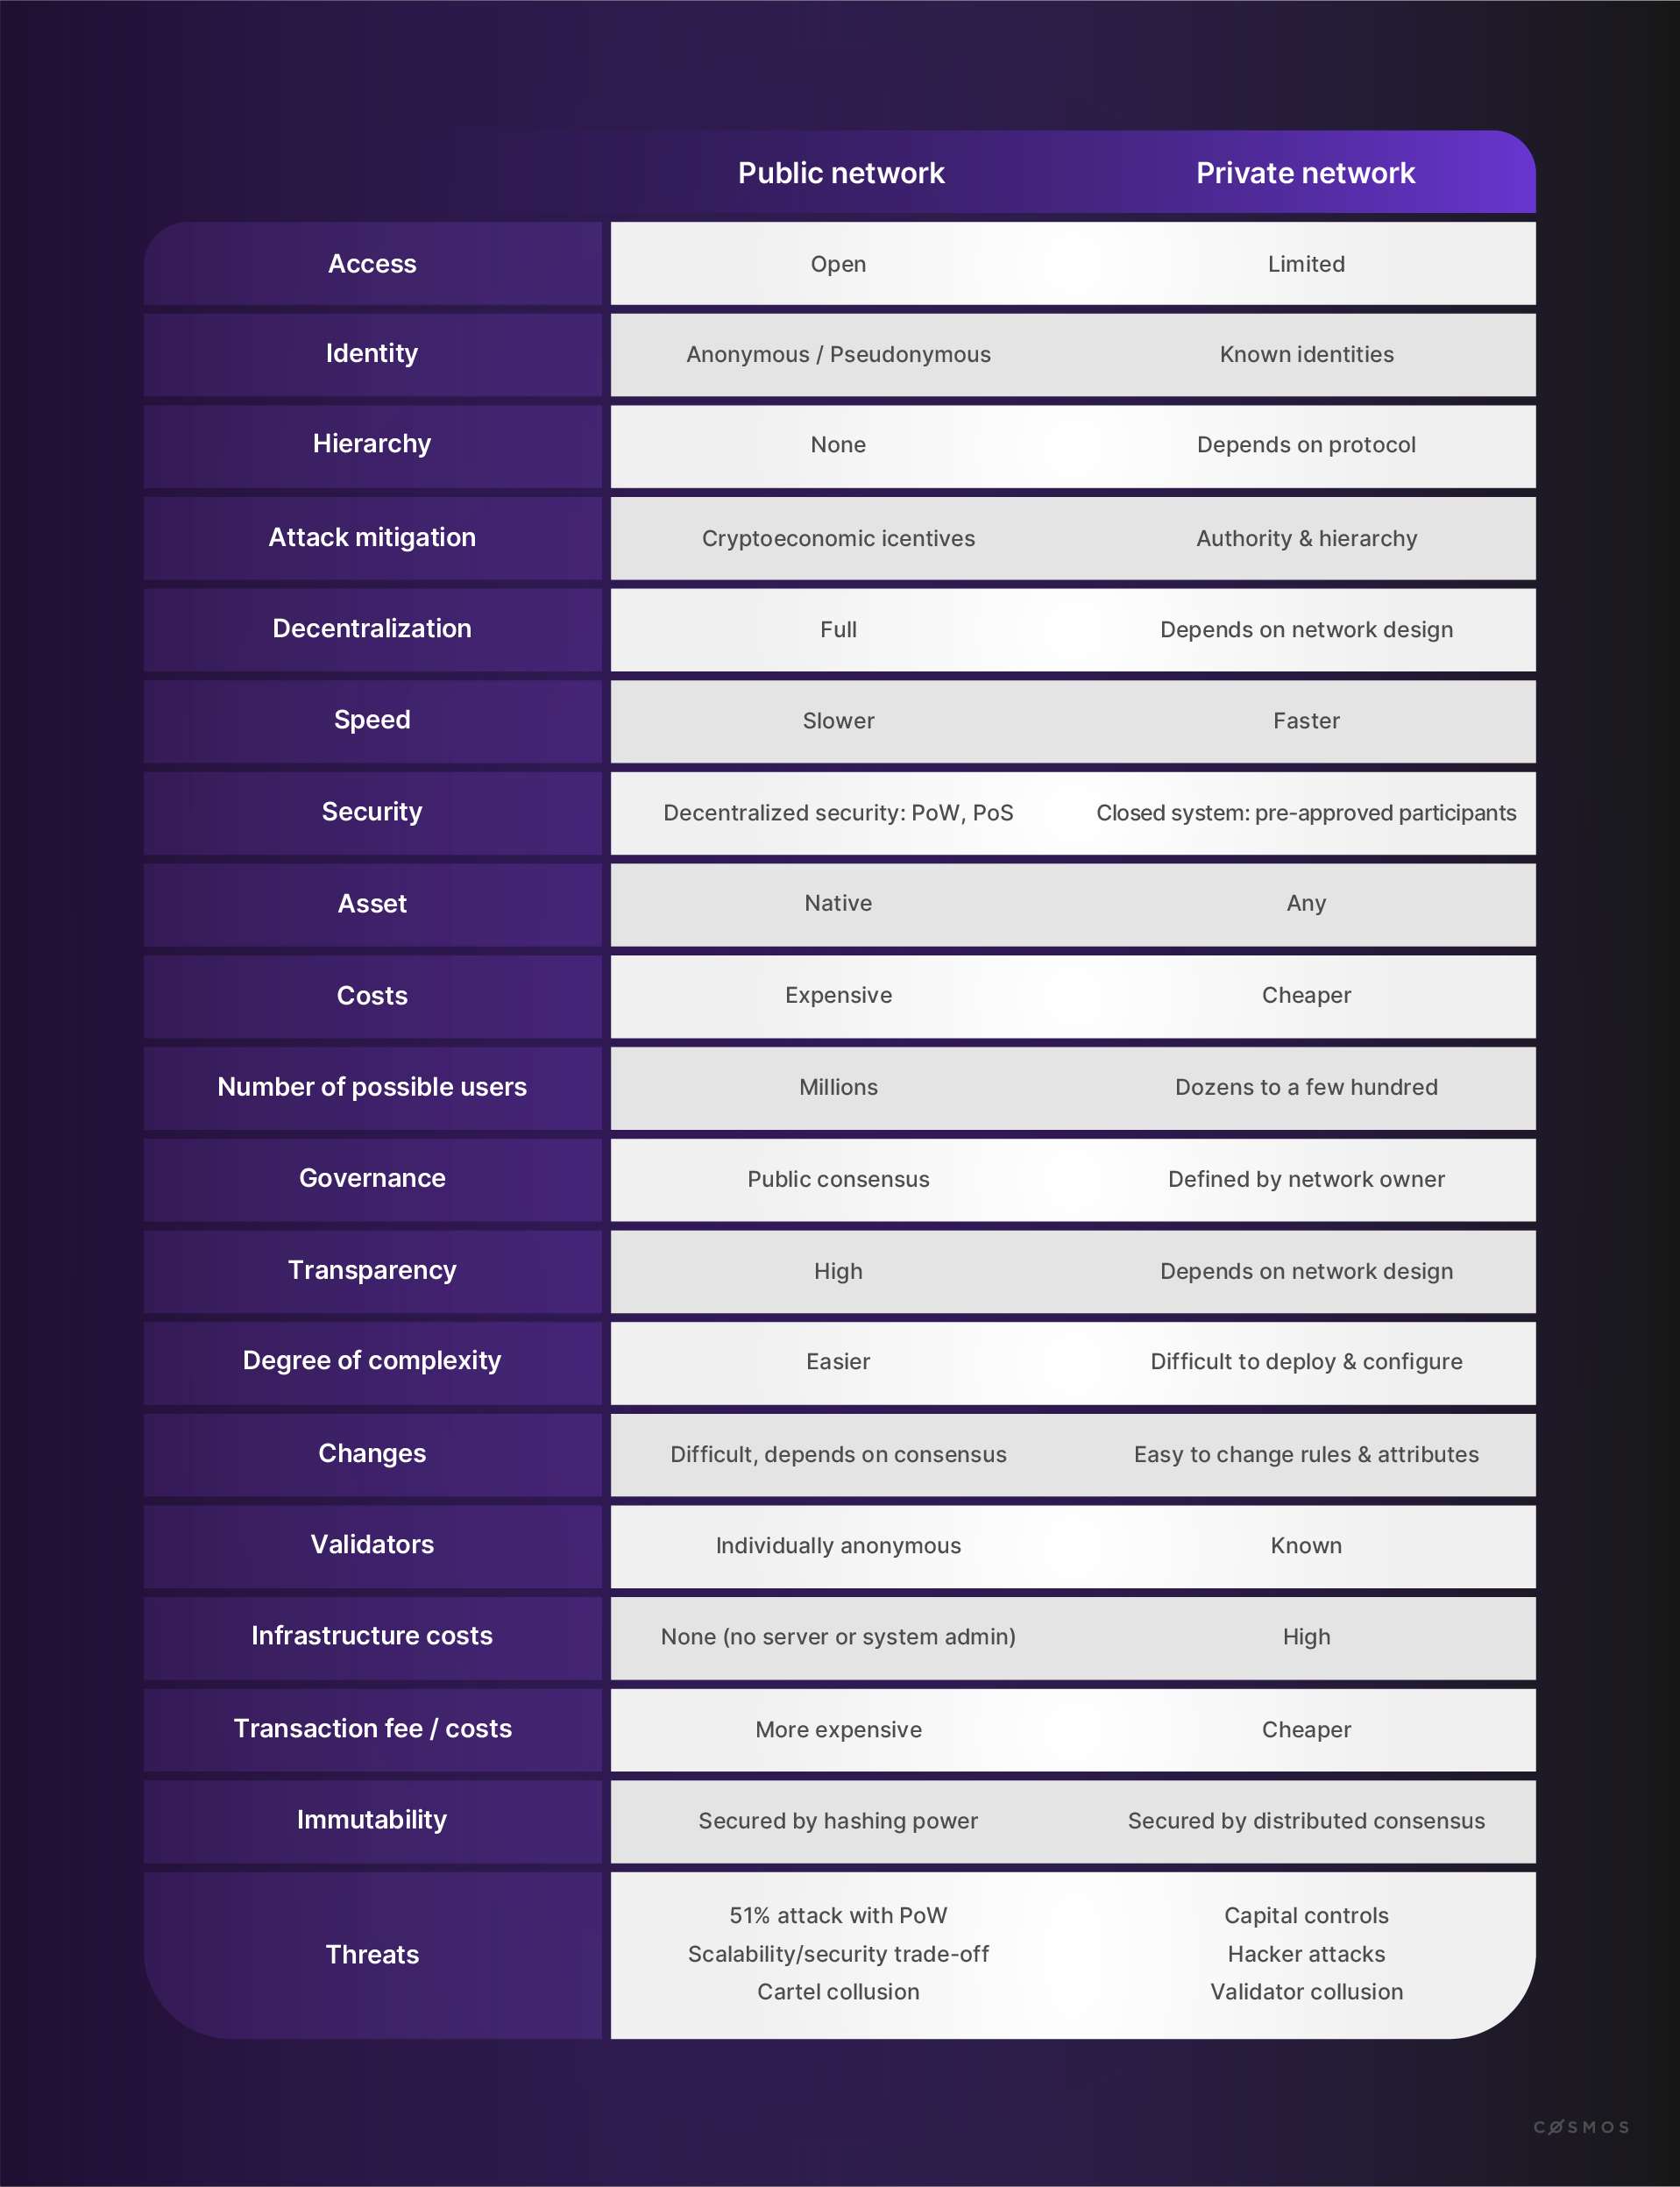 Public network Private network
Access Open Limited
Identity Anonymous / Pseudonymous Known identities
Hierarchy None Depends on protocol
Attack mitigation Cryptoeconomic icentives Authority & hierarchy
Decentralization Full Depends on network design
Speed Slower Faster
Security Decentralized security: PoW, PoS Closed system: pre-approved participants
Asset Native Any
Costs Expensive Cheaper
Number of possible users Millions Dozens to a few hundred
Governance Public consensus Defined by network owner
Transparency High Depends on network design
Degree of complexity Easier Difficult to deploy & configure
Changes Difficult, depends on consensus Easy to change rules & attributes
Validators Individually anonymous Known
Infrastructure costs None (no server or system admin) High
Transaction fee / costs More expensive Cheaper
Immutability Secured by hashing power Secured by distributed consensus
51% attack with PoW Capital controls
Threats Scalability/security trade-off Hacker attacks
Cartel collusion Validator collusion
COSMOS